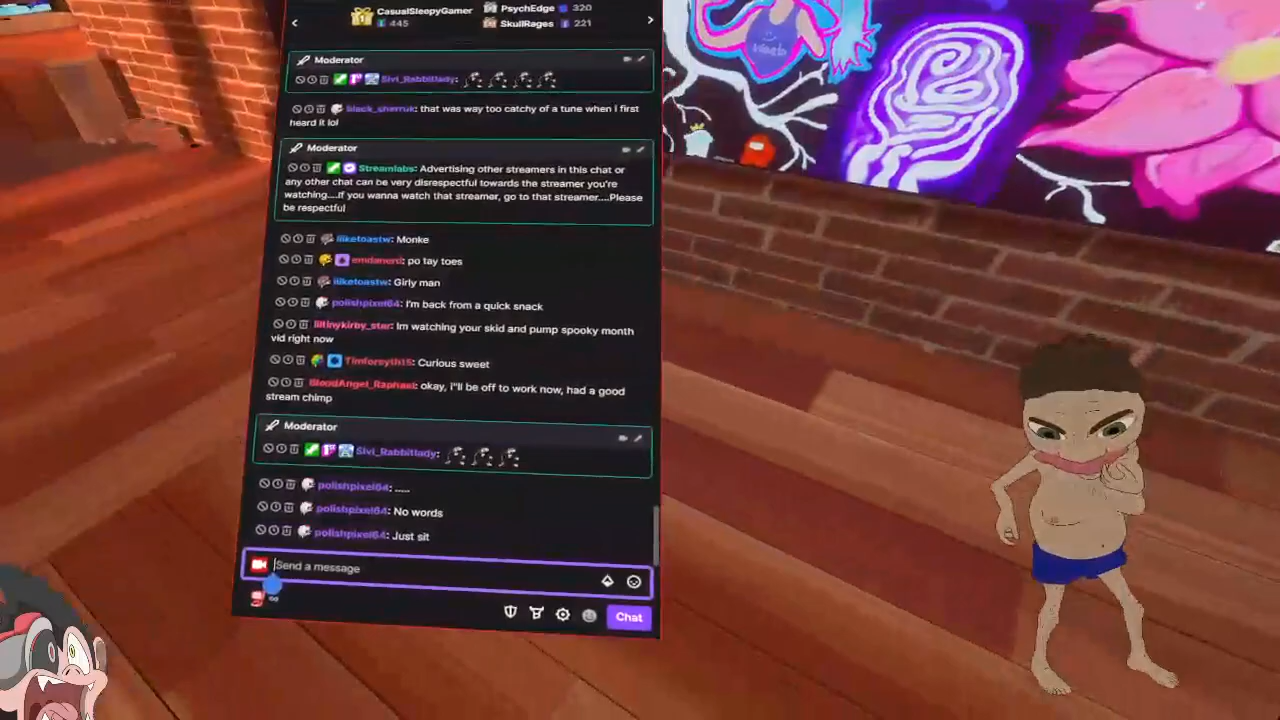 CasualSleepyGamer
445
PsychEdge 320
SkullRages 221
Moderator
Sivi_Rabbitlady:
black_sherruk: that was way too catchy of a tune when i first
heard it lol
Moderator
Streamlabs: Advertising other streamers in this chat or
any other chat can be very disrespectful towards the streamer you're
watching....If you wanna watch that streamer, go to that streamer....Please
be respectful
iliketoastw: Monke
emdanerd: po tay toes
iliketoastw: Girly man
polishpixel64: I'm back from a quick snack
liltinykirby_star: Im watching your skid and pump spooky month
vid right now
Timforsyth15: Curious sweet
BloodAngel_Raphael: okay, i"ll be off to work now, had a good
stream chimp
Moderator
Sivi_Rabbitlady:
polishpixel64: .....
polishpixel64: No words
polishpixel64: Just sit
Send a message
Chat